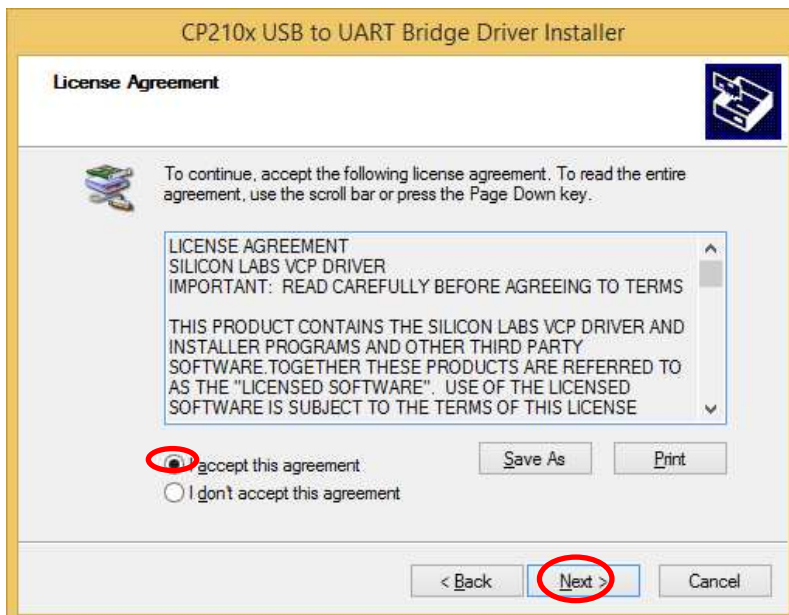 CP210x USB to UART Bridge Driver Installer
License Agreement
To continue, accept the following license agreement. To read the entire
agreement, use the scroll bar or press the Page Down key.
LICENSE AGREEMENT
SILICON LABS VCP DRIVER
IMPORTANT: READ CAREFULLY BEFORE AGREEING TO TERMS
THIS PRODUCT CONTAINS THE SILICON LABS VCP DRIVER AND
INSTALLER PROGRAMS AND OTHER THIRD PARTY
SOFTWARE.TOGETHER THESE PRODUCTS ARE REFERRED TO
AS THE "LICENSED SOFTWARE". USE OF THE LICENSED
SOFTWARE IS SUBJECT TO THE TERMS OF THIS LICENSE
I accept this agreement
Save As
Print
I don't accept this agreement
< Back
Next >
Cancel